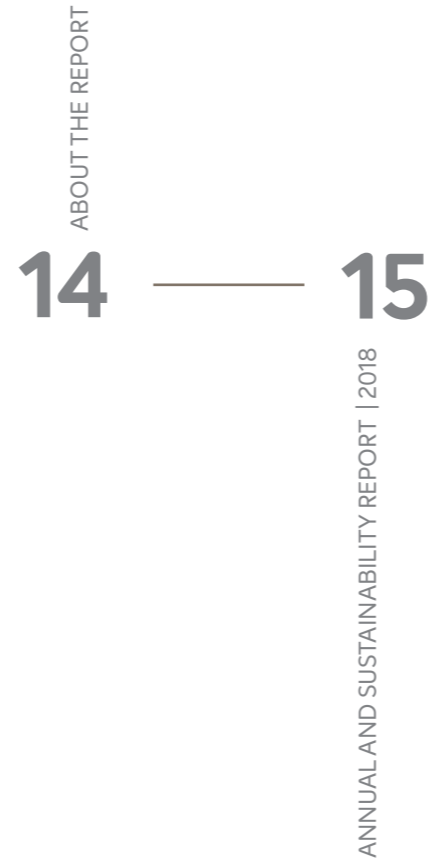 ABOUT THE REPORT
14
15
ANNUAL AND SUSTAINABILITY REPORT | 2018